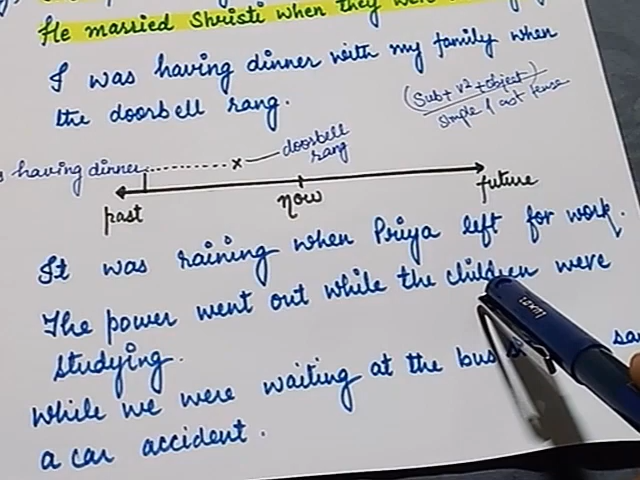 He married Shristi when they were
I was having dinner with my family when
the doorbell rang.
(Sub + V2 + object)
Simple Past tense
having dinner
doorbell
rang
past
now
future
It was raining when Priya left for work.
The power went out while the children were
studying.
While we were waiting at the bus
a car accident.